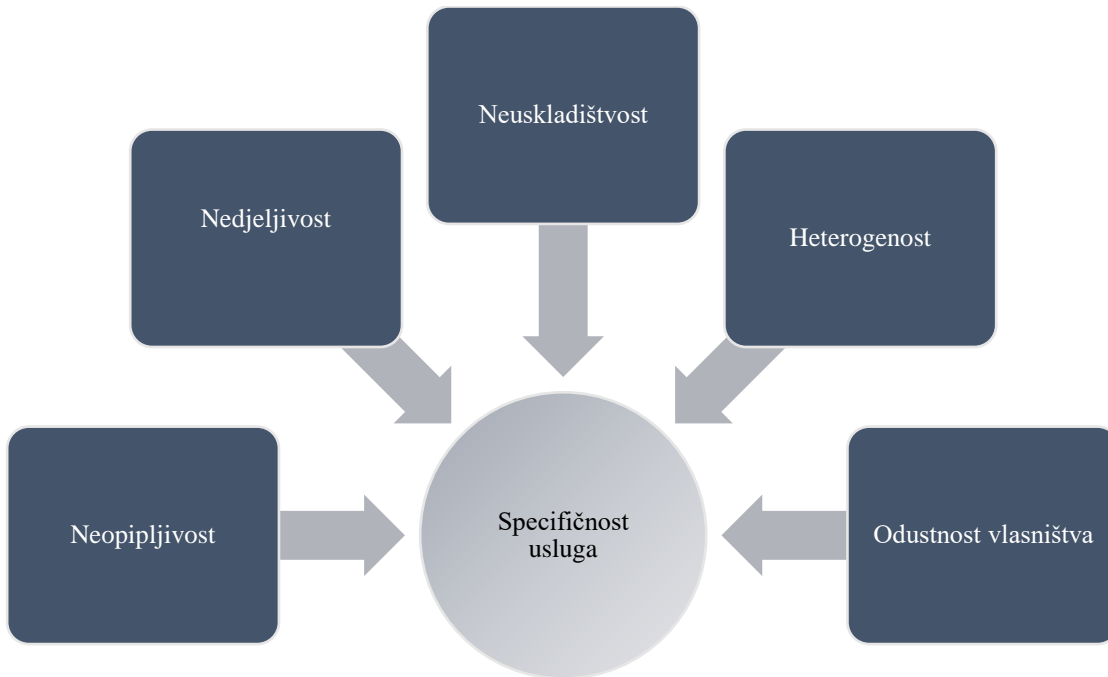 Neuskladištvost
Nedjeljivost
Heterogenost
Neopipljivost
Specifičnost
usluga
Odustnost vlasništva